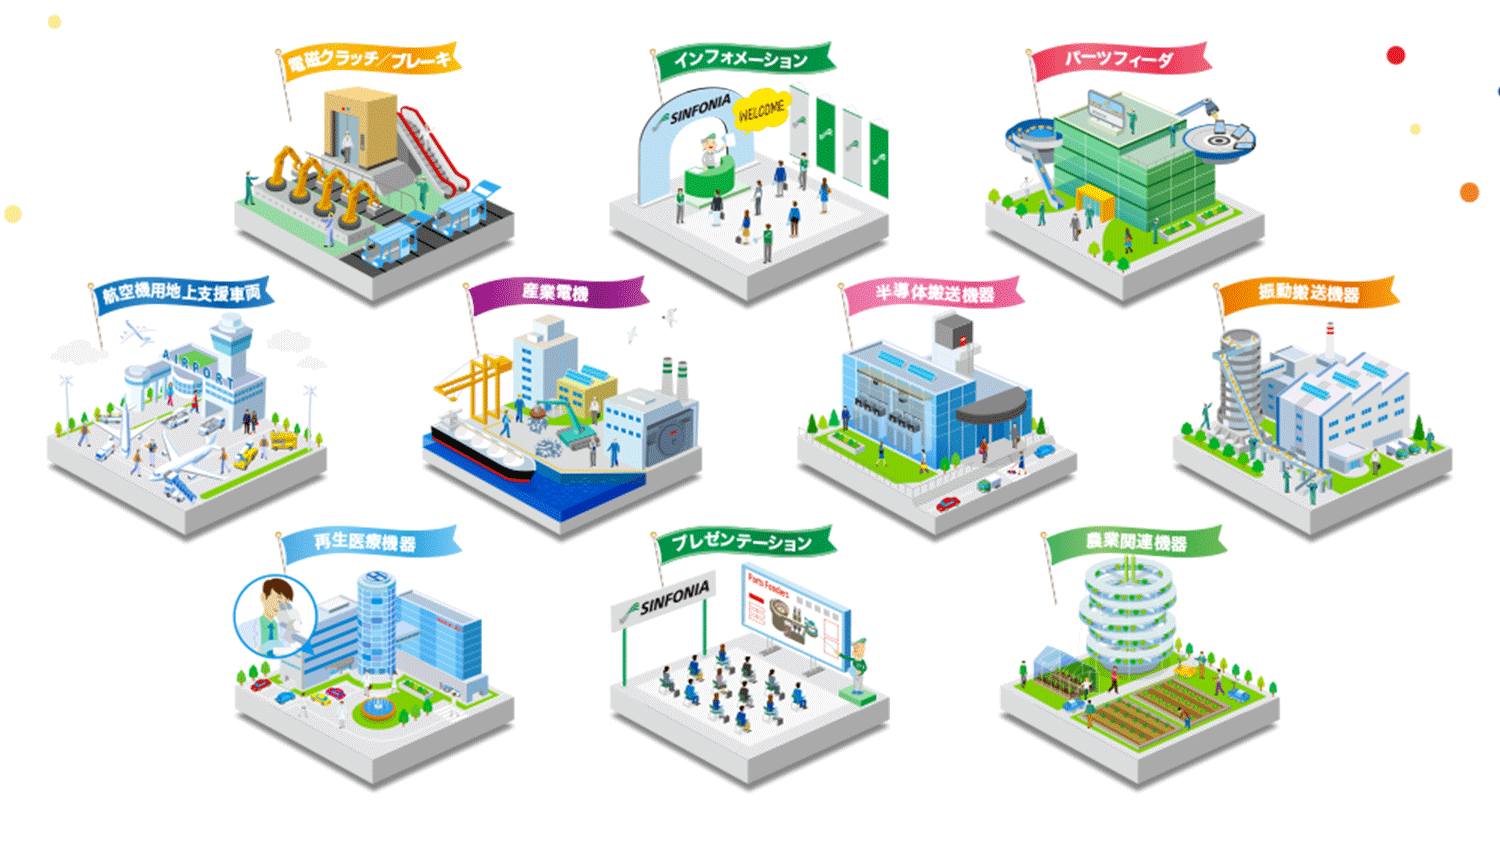 電磁クラッチ/ブレーキ
インフォメーション
パーツフィーダ
SINFONIA
WELCOME
航空機用地上支援車両
産業電機
半導体搬送機器
振動搬送機器
AIRPORT
再生医療機器
プレゼンテーション
農業関連機器
SINFONIA
Parts Feeders